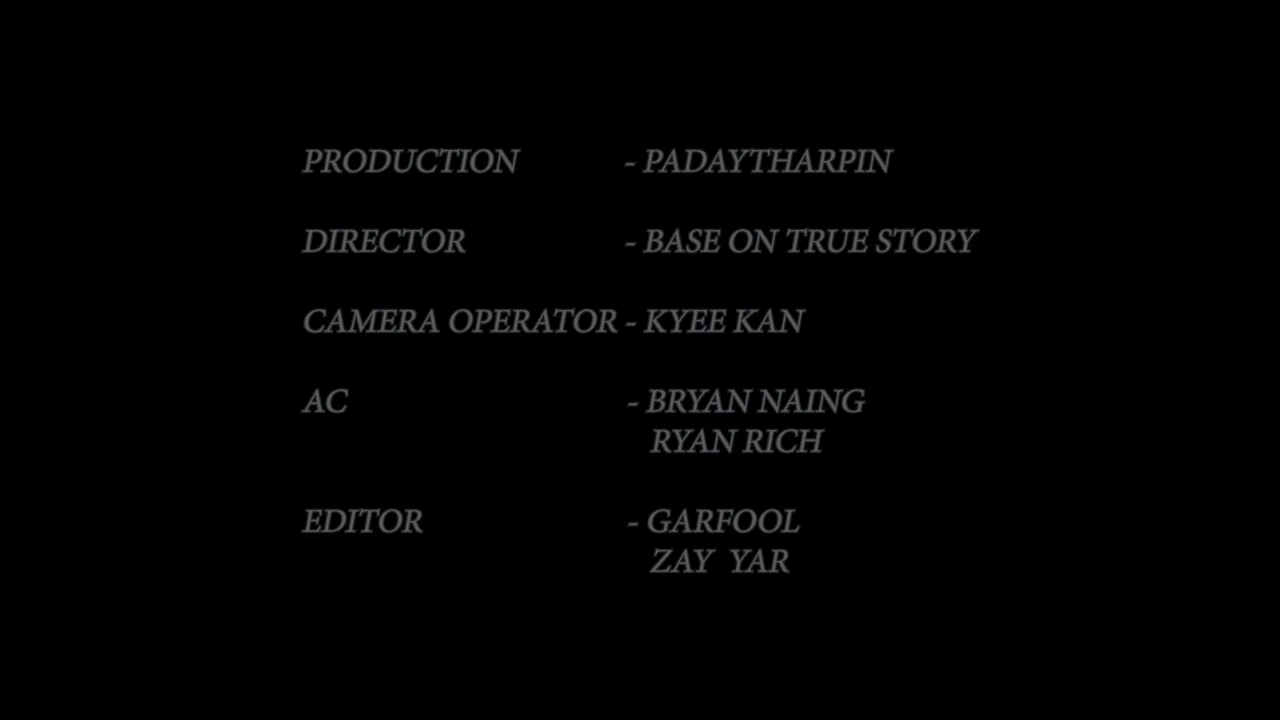 PRODUCTION - PADAYTHARPIN
DIRECTOR - BASE ON TRUE STORY
CAMERA OPERATOR - KYEE KAN
AC - BRYAN NAING
RYAN RICH
EDITOR - GARFOOL
ZAY YAR